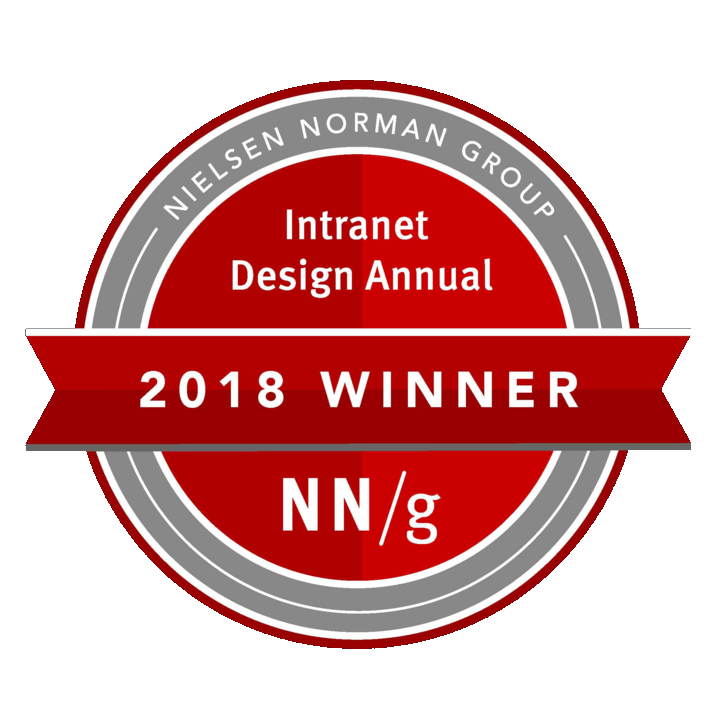 NIELSEN NORMAN GROUP
Intranet
Design Annual
2018 WINNER
NN/g